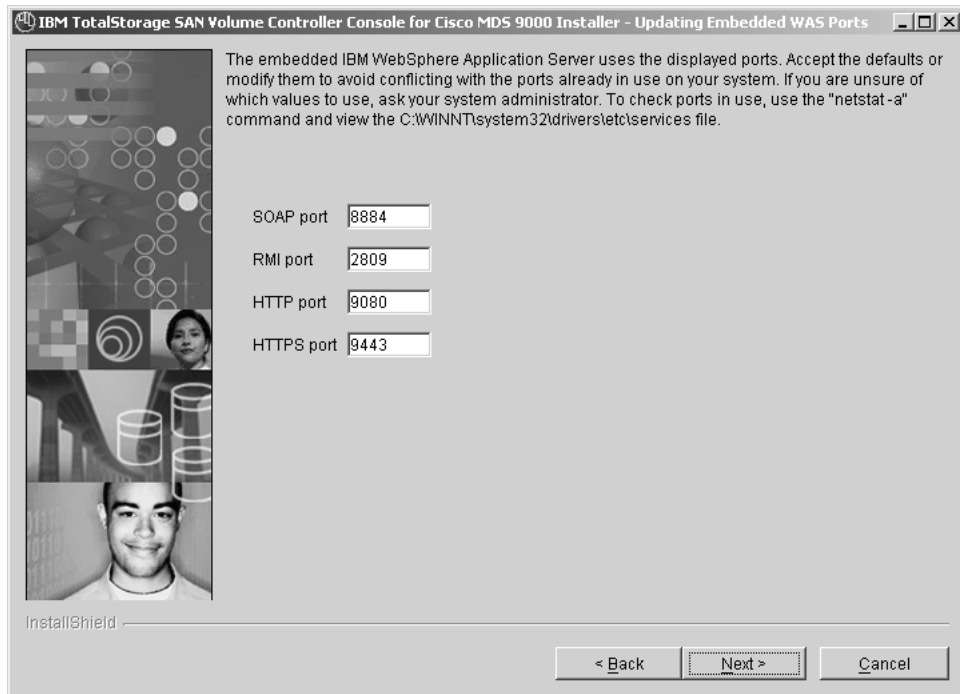 IBM TotalStorage SAN Volume Controller Console for Cisco MDS 9000 Installer - Updating Embedded WAS Ports
The embedded IBM WebSphere Application Server uses the displayed ports. Accept the defaults or
modify them to avoid conflicting with the ports already in use on your system. If you are unsure of
which values to use, ask your system administrator. To check ports in use, use the "netstat -a"
command and view the C:\WINNT\system32\drivers\etc\services file.
SOAP port 8884
RMI port 2809
HTTP port 9080
HTTPS port 9443
InstallShield
< Back Next > Cancel